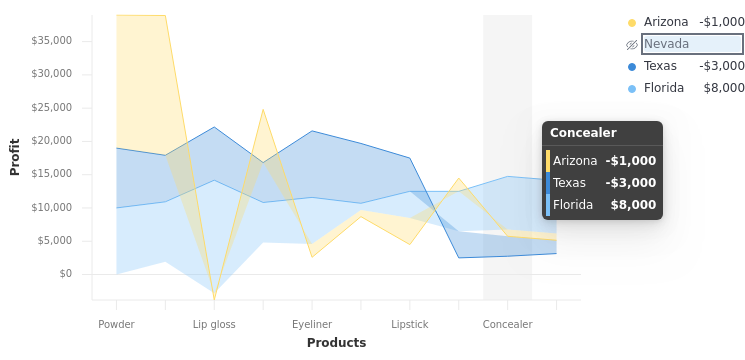 Arizona -$1,000
Nevada
Texas -$3,000
Florida $8,000
$35,000
$30,000
$25,000
$20,000
$15,000
$10,000
$5,000
$0
Profit
Concealer
Arizona -$1,000
Texas -$3,000
Florida $8,000
Powder Lip gloss Eyeliner Lipstick Concealer
Products